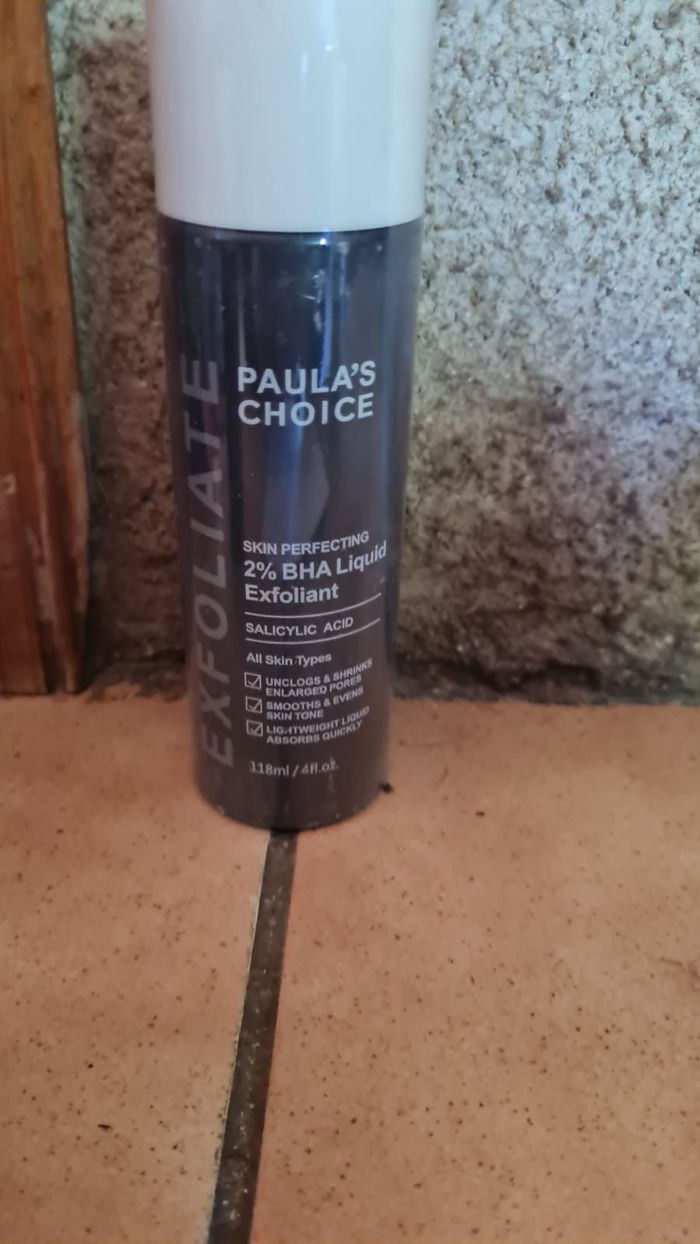 EXFOLIATE
PAULA'S
CHOICE
SKIN PERFECTING
2% BHA Liquid
Exfoliant
SALICYLIC ACID
All Skin Types
UNCLOGS & SHRINKS
ENLARGED PORES
SMOOTHS & EVENS
SKIN TONE
LIGHTWEIGHT LIQUID
ABSORBS QUICKLY
118ml / 4fl.oz.